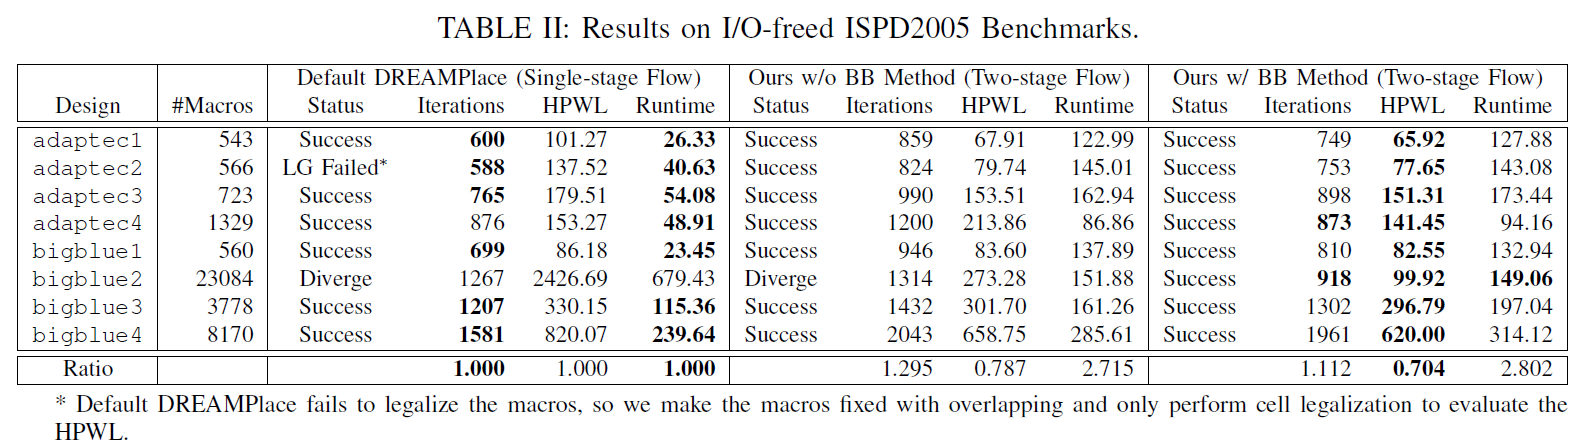 TABLE II: Results on I/O-freed ISPD2005 Benchmarks.
Default DREAMPlace (Single-stage Flow) Ours w/o BB Method (Two-stage Flow) Ours w/ BB Method (Two-stage Flow)
Design #Macros Status Iterations HPWL Runtime Status Iterations HPWL Runtime Status Iterations HPWL Runtime
adaptec1 543 Success 600 101.27 26.33 Success 859 67.91 122.99 Success 749 65.92 127.88
adaptec2 566 LG Failed* 588 137.52 40.63 Success 824 79.74 145.01 Success 753 77.65 143.08
adaptec3 723 Success 765 179.51 54.08 Success 990 153.51 162.94 Success 898 151.31 173.44
adaptec4 1329 Success 876 153.27 48.91 Success 1200 213.86 86.86 Success 873 141.45 94.16
bigblue1 560 Success 699 86.18 23.45 Success 946 83.60 137.89 Success 810 82.55 132.94
bigblue2 23084 Diverge 1267 2426.69 679.43 Diverge 1314 273.28 151.88 Success 918 99.92 149.06
bigblue3 3778 Success 1207 330.15 115.36 Success 1432 301.70 161.26 Success 1302 296.79 197.04
bigblue4 8170 Success 1581 820.07 239.64 Success 2043 658.75 285.61 Success 1961 620.00 314.12
Ratio 1.000 1.000 1.000 1.295 0.787 2.715 1.112 0.704 2.802
* Default DREAMPlace fails to legalize the macros, so we make the macros fixed with overlapping and only perform cell legalization to evaluate the
HPWL.